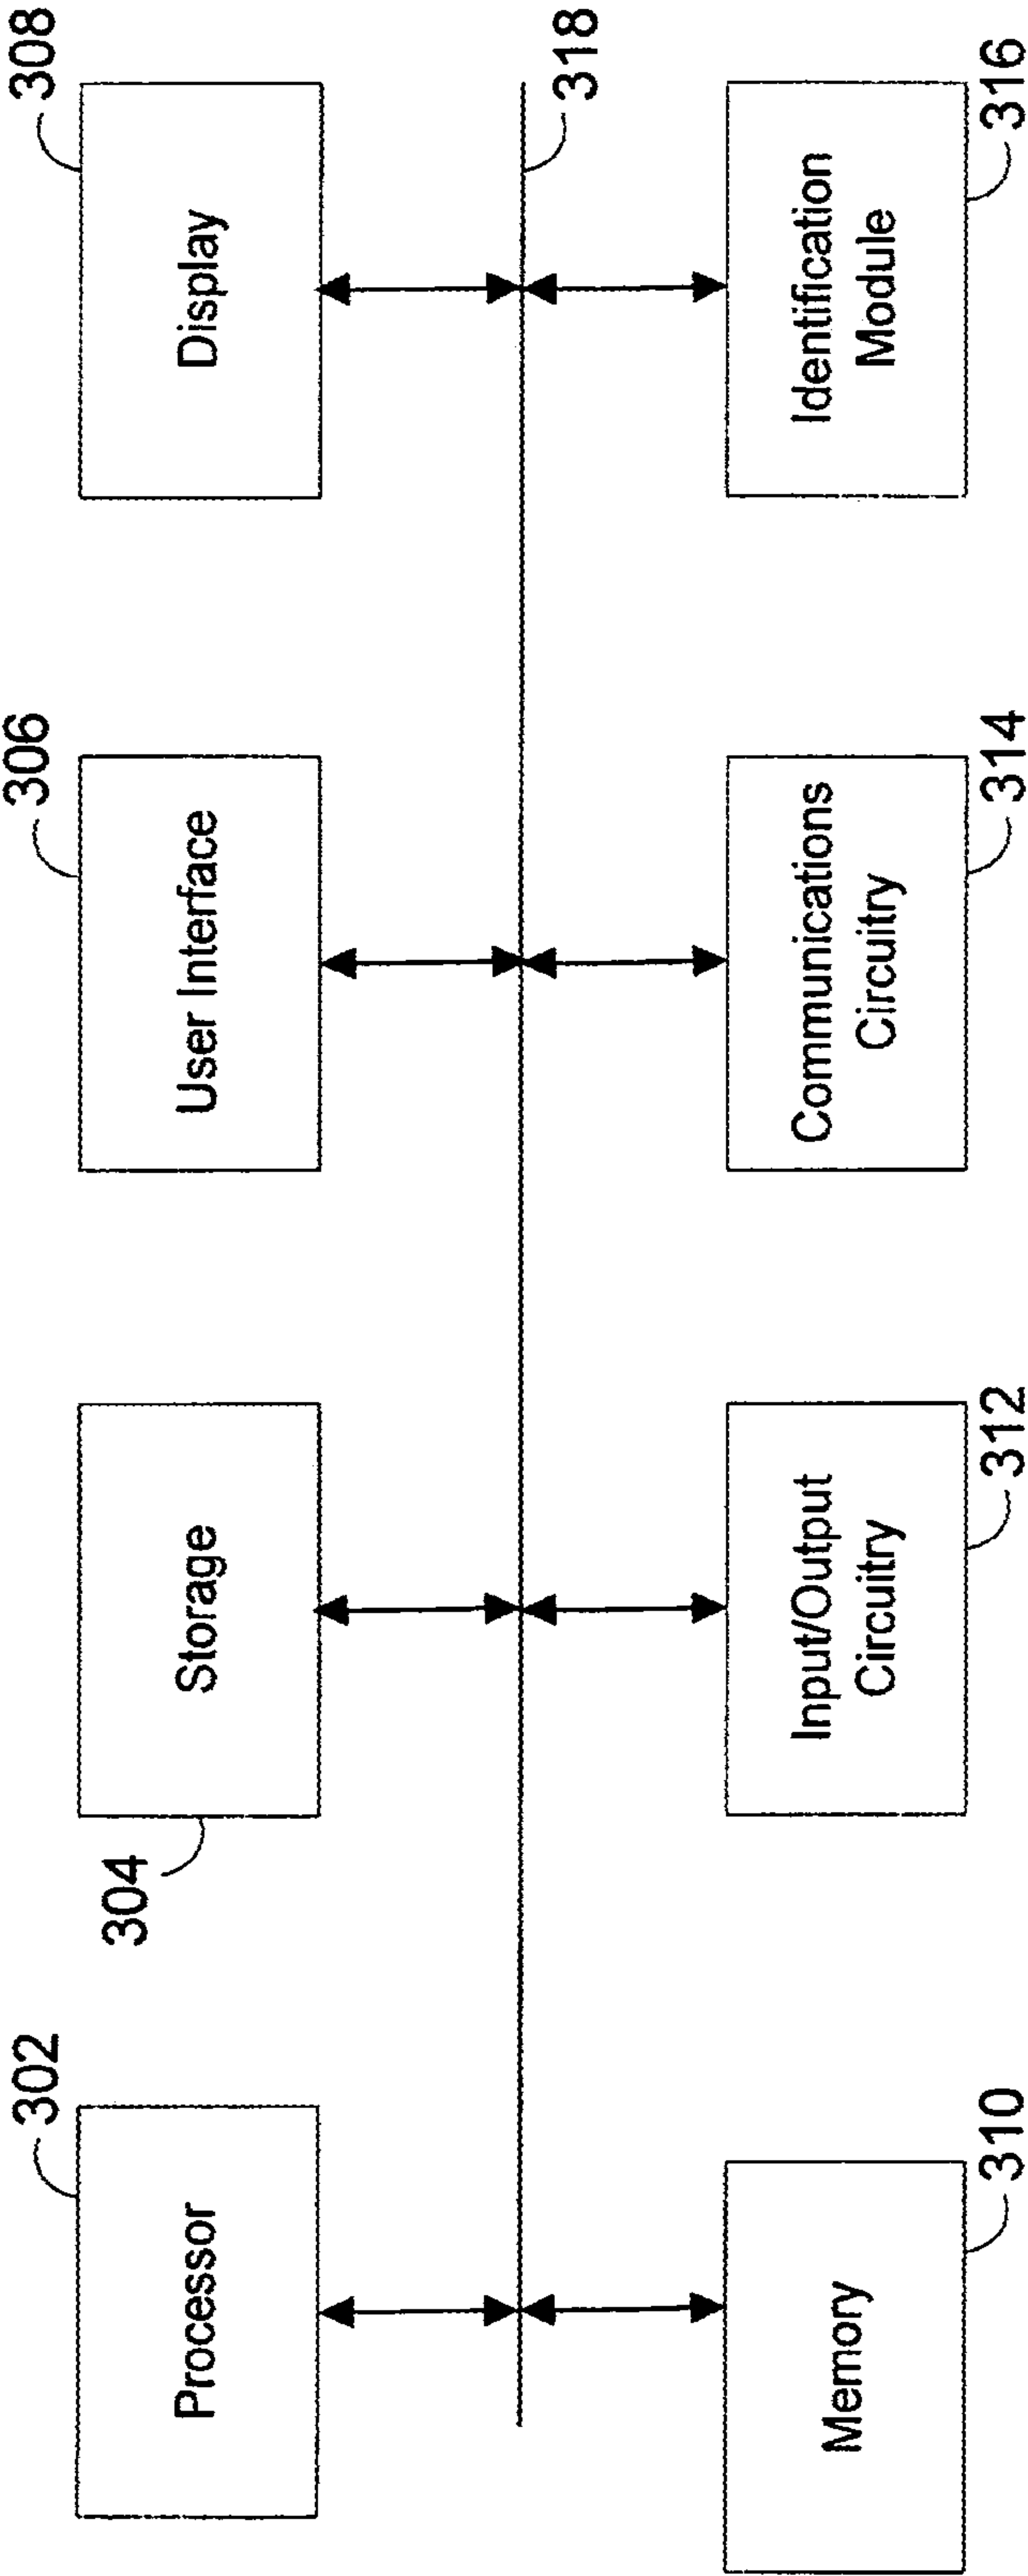 302
304
306
308
Processor
Storage
User Interface
Display
318
Memory
Input/Output
Circuitry
Communications
Circuitry
Identification
Module
310
312
314
316